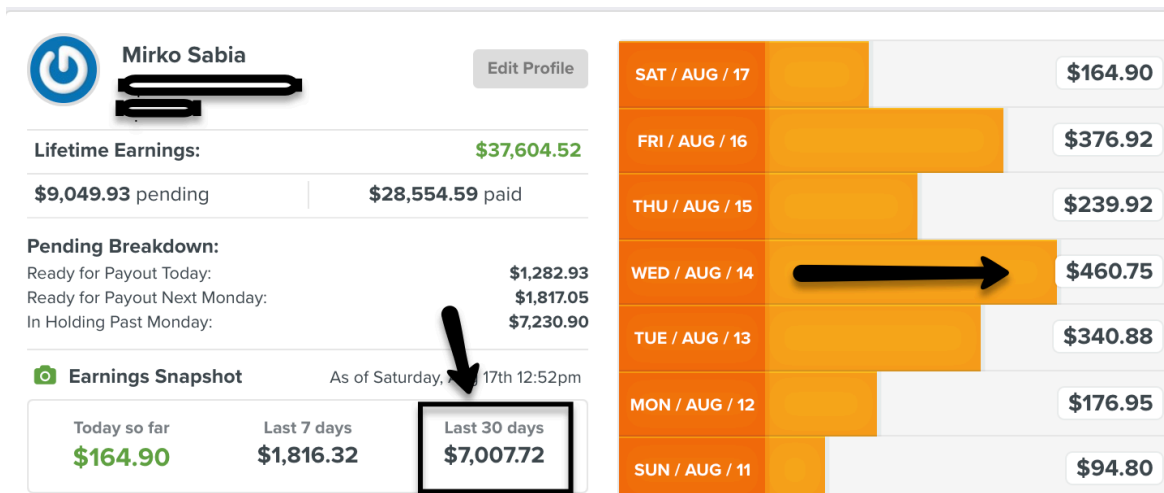 Mirko Sabia
Edit Profile
Lifetime Earnings: $37,604.52
$9,049.93 pending $28,554.59 paid
Pending Breakdown:
Ready for Payout Today: $1,282.93
Ready for Payout Next Monday: $1,817.05
In Holding Past Monday: $7,230.90
Earnings Snapshot As of Saturday, 17th 12:52pm
Today so far Last 7 days Last 30 days
$164.90 $1,816.32 $7,007.72
SAT / AUG / 17 $164.90
FRI / AUG / 16 $376.92
THU / AUG / 15 $239.92
WED / AUG / 14 $460.75
TUE / AUG / 13 $340.88
MON / AUG / 12 $176.95
SUN / AUG / 11 $94.80